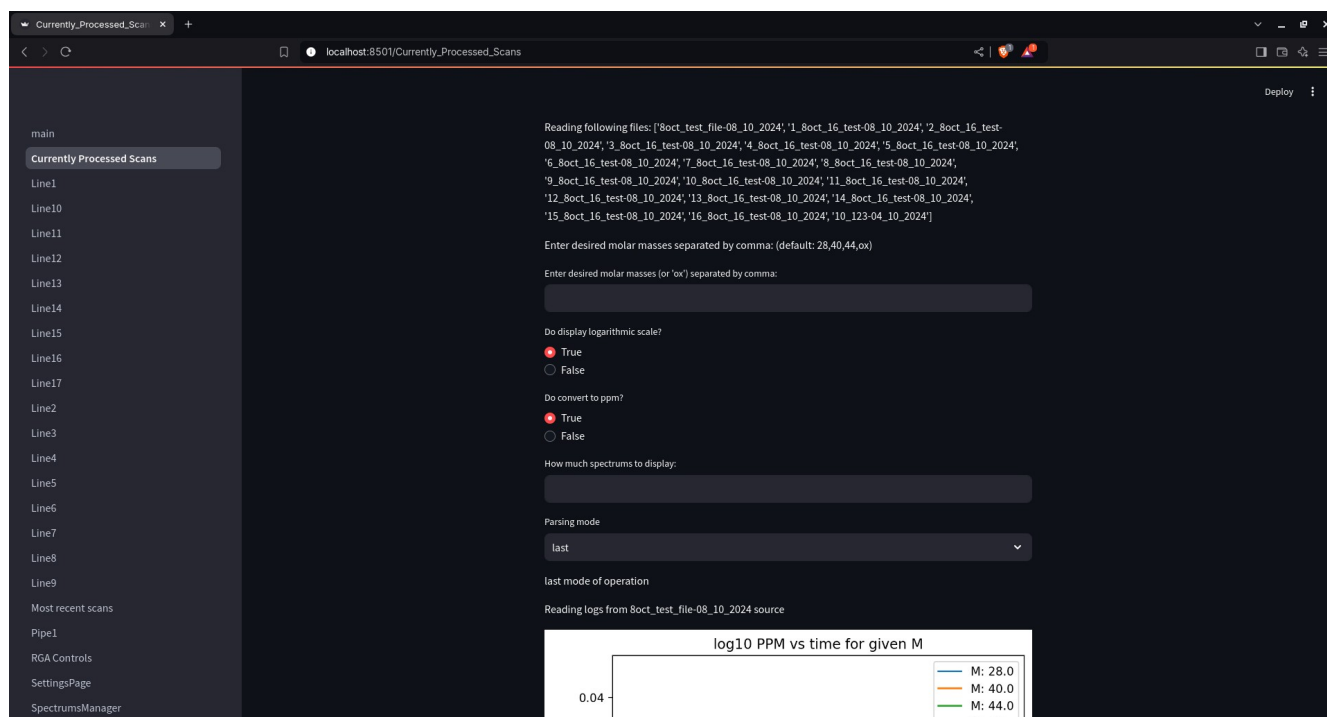 Currently_Processed_Scan
localhost:8501/Currently_Processed_Scans
Deploy
main
Currently Processed Scans
Line1
Line10
Line11
Line12
Line13
Line14
Line15
Line16
Line17
Line2
Line3
Line4
Line5
Line6
Line7
Line8
Line9
Most recent scans
Pipe1
RGA Controls
SettingsPage
SpectrumsManager
Reading following files: ['8oct_test_file-08_10_2024', '1_8oct_16_test-08_10_2024', '2_8oct_16_test-
08_10_2024', '3_8oct_16_test-08_10_2024', '4_8oct_16_test-08_10_2024', '5_8oct_16_test-08_10_2024',
'6_8oct_16_test-08_10_2024', '7_8oct_16_test-08_10_2024', '8_8oct_16_test-08_10_2024',
'9_8oct_16_test-08_10_2024', '10_8oct_16_test-08_10_2024', '11_8oct_16_test-08_10_2024',
'12_8oct_16_test-08_10_2024', '13_8oct_16_test-08_10_2024', '14_8oct_16_test-08_10_2024',
'15_8oct_16_test-08_10_2024', '16_8oct_16_test-08_10_2024', '10_123-04_10_2024']
Enter desired molar masses separated by comma: (default: 28,40,44,ox)
Enter desired molar masses (or 'ox') separated by comma:
Do display logarithmic scale?
True
False
Do convert to ppm?
True
False
How much spectrums to display:
Parsing mode
last
last mode of operation
Reading logs from 8oct_test_file-08_10_2024 source
log10 PPM vs time for given M
M: 28.0
M: 40.0
M: 44.0
0.04